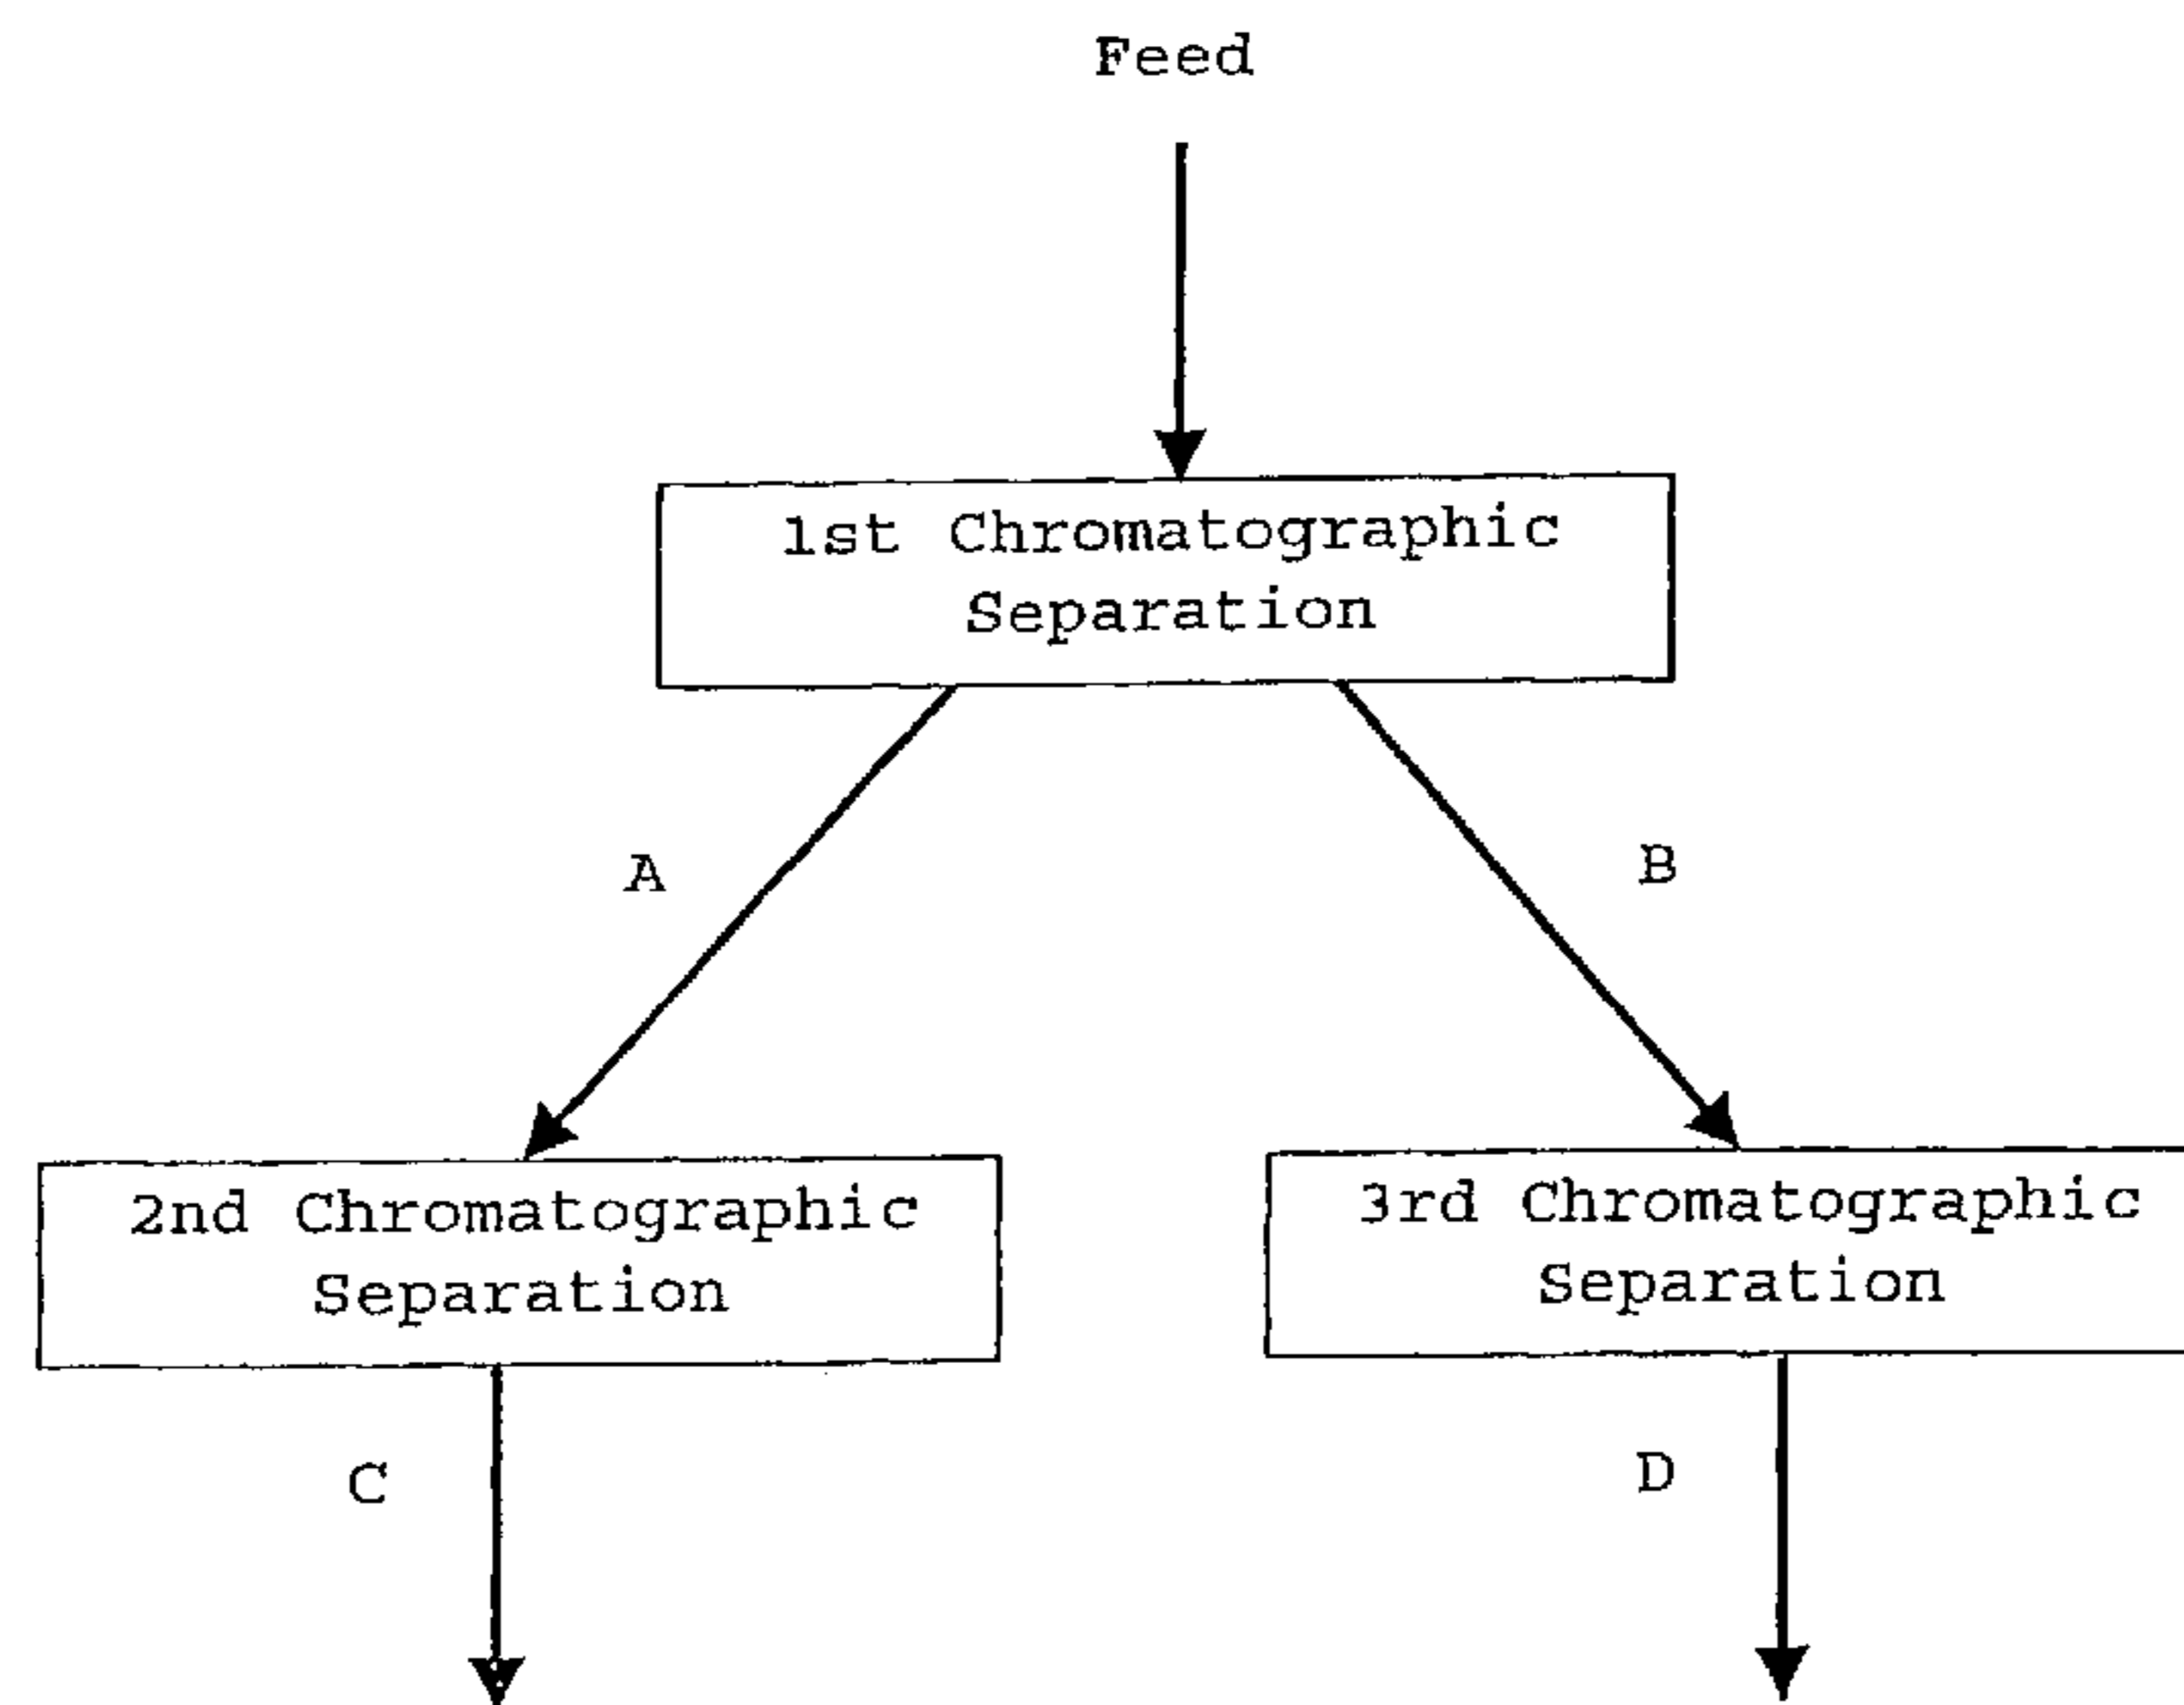 Feed
1st Chromatographic
Separation
A
B
2nd Chromatographic
Separation
3rd Chromatographic
Separation
C
D